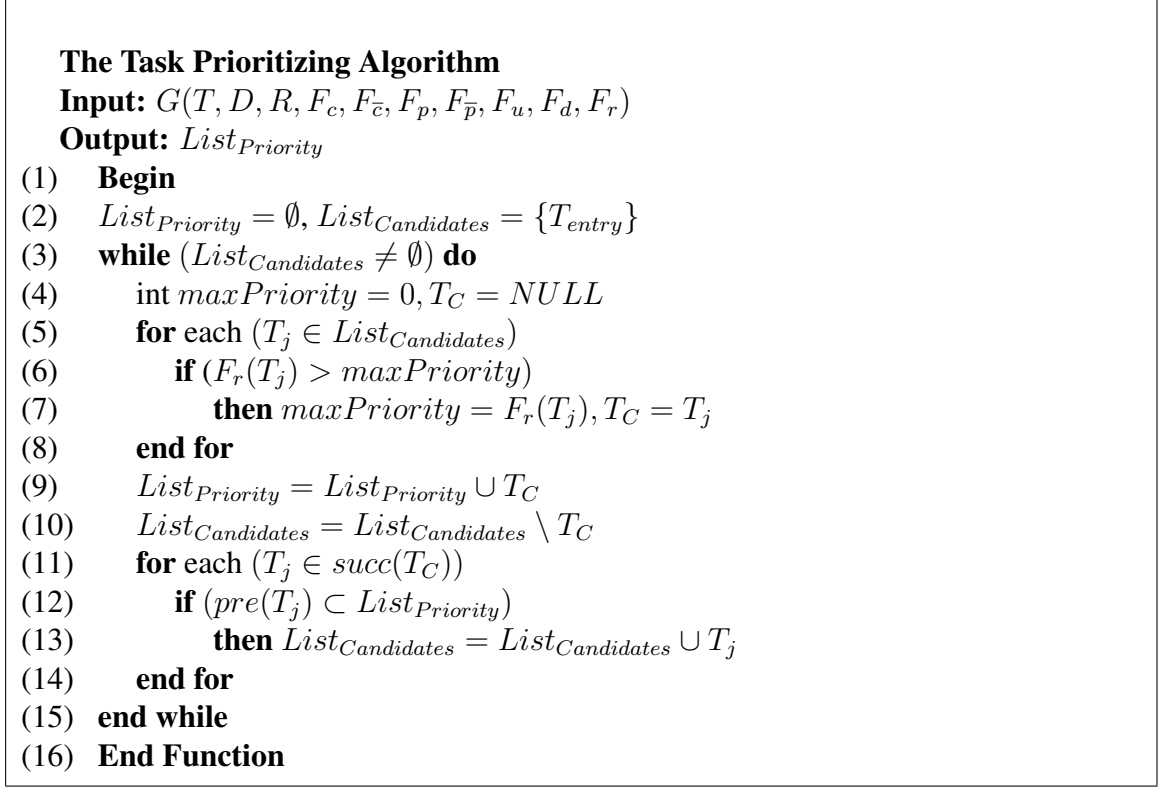 The Task Prioritizing Algorithm
Input: G(T, D, R, F_c, F_c̅, F_p, F_p̅, F_u, F_d, F_r)
Output: List_Priority
(1) Begin
(2) List_Priority = ∅, List_Candidates = {T_entry}
(3) while (List_Candidates ≠ ∅) do
(4) int maxPriority = 0, T_C = NULL
(5) for each (T_j ∈ List_Candidates)
(6) if (F_r(T_j) > maxPriority)
(7) then maxPriority = F_r(T_j), T_C = T_j
(8) end for
(9) List_Priority = List_Priority ∪ T_C
(10) List_Candidates = List_Candidates \ T_C
(11) for each (T_j ∈ succ(T_C))
(12) if (pre(T_j) ⊂ List_Priority)
(13) then List_Candidates = List_Candidates ∪ T_j
(14) end for
(15) end while
(16) End Function